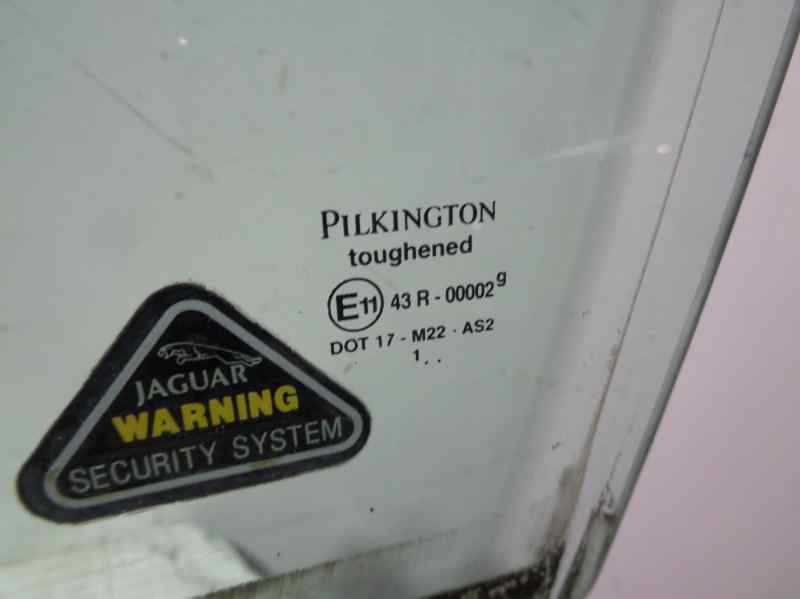 PILKINGTON
toughened
E11 43 R - 00002 g
DOT 17 - M22 · AS2
1 . .
JAGUAR
WARNING
SECURITY SYSTEM